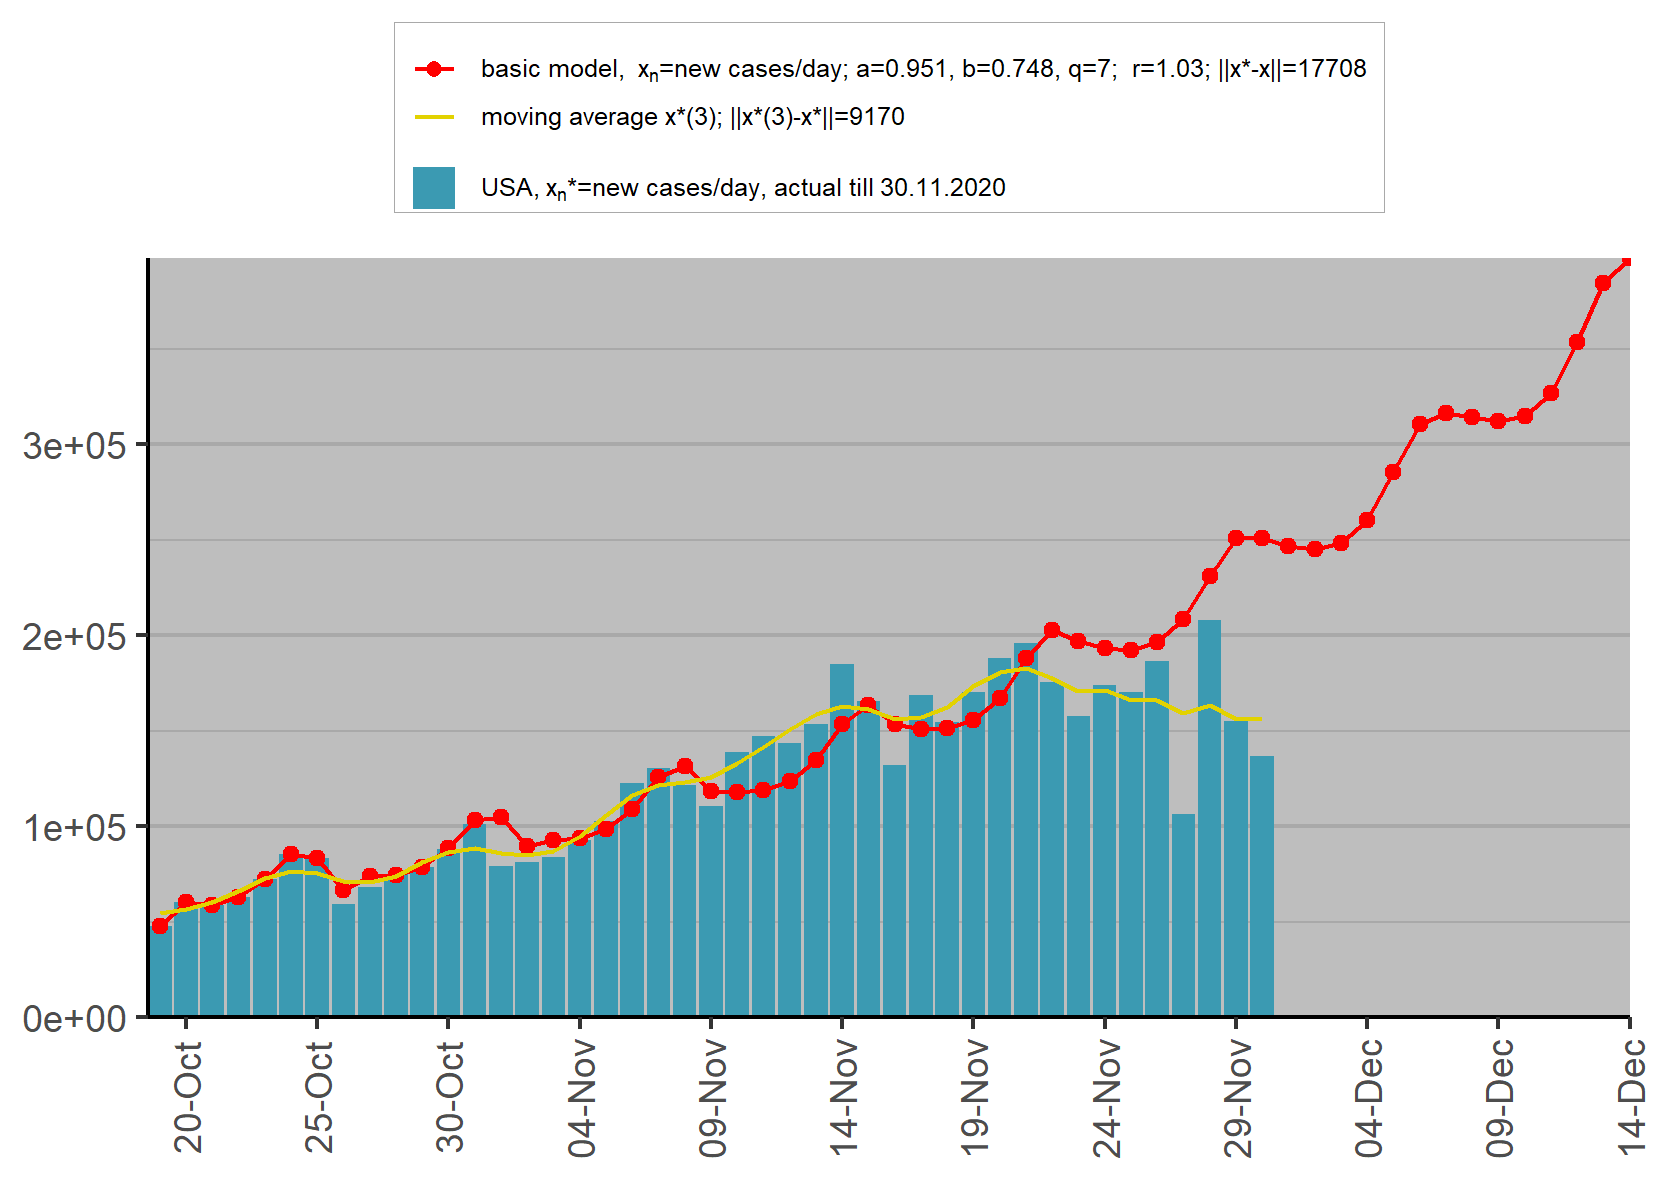 basic model, xₙ=new cases/day; a=0.951, b=0.748, q=7; r=1.03; ||x*-x||=17708
moving average x*(3); ||x*(3)-x*||=9170
USA, xₙ*=new cases/day, actual till 30.11.2020
3e+05
2e+05
1e+05
0e+00
20-Oct
25-Oct
30-Oct
04-Nov
09-Nov
14-Nov
19-Nov
24-Nov
29-Nov
04-Dec
09-Dec
14-Dec